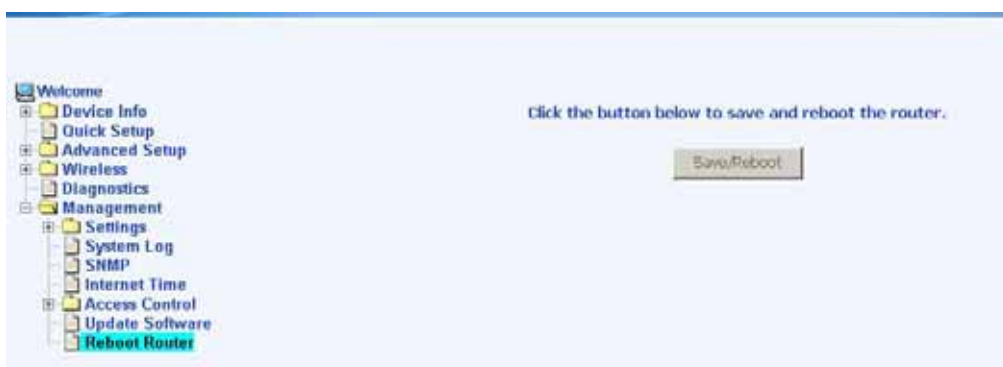 Welcome
Device Info
Quick Setup
Advanced Setup
Wireless
Diagnostics
Management
Settings
System Log
SNMP
Internet Time
Access Control
Update Software
Reboot Router
Click the button below to save and reboot the router.
Save/Reboot